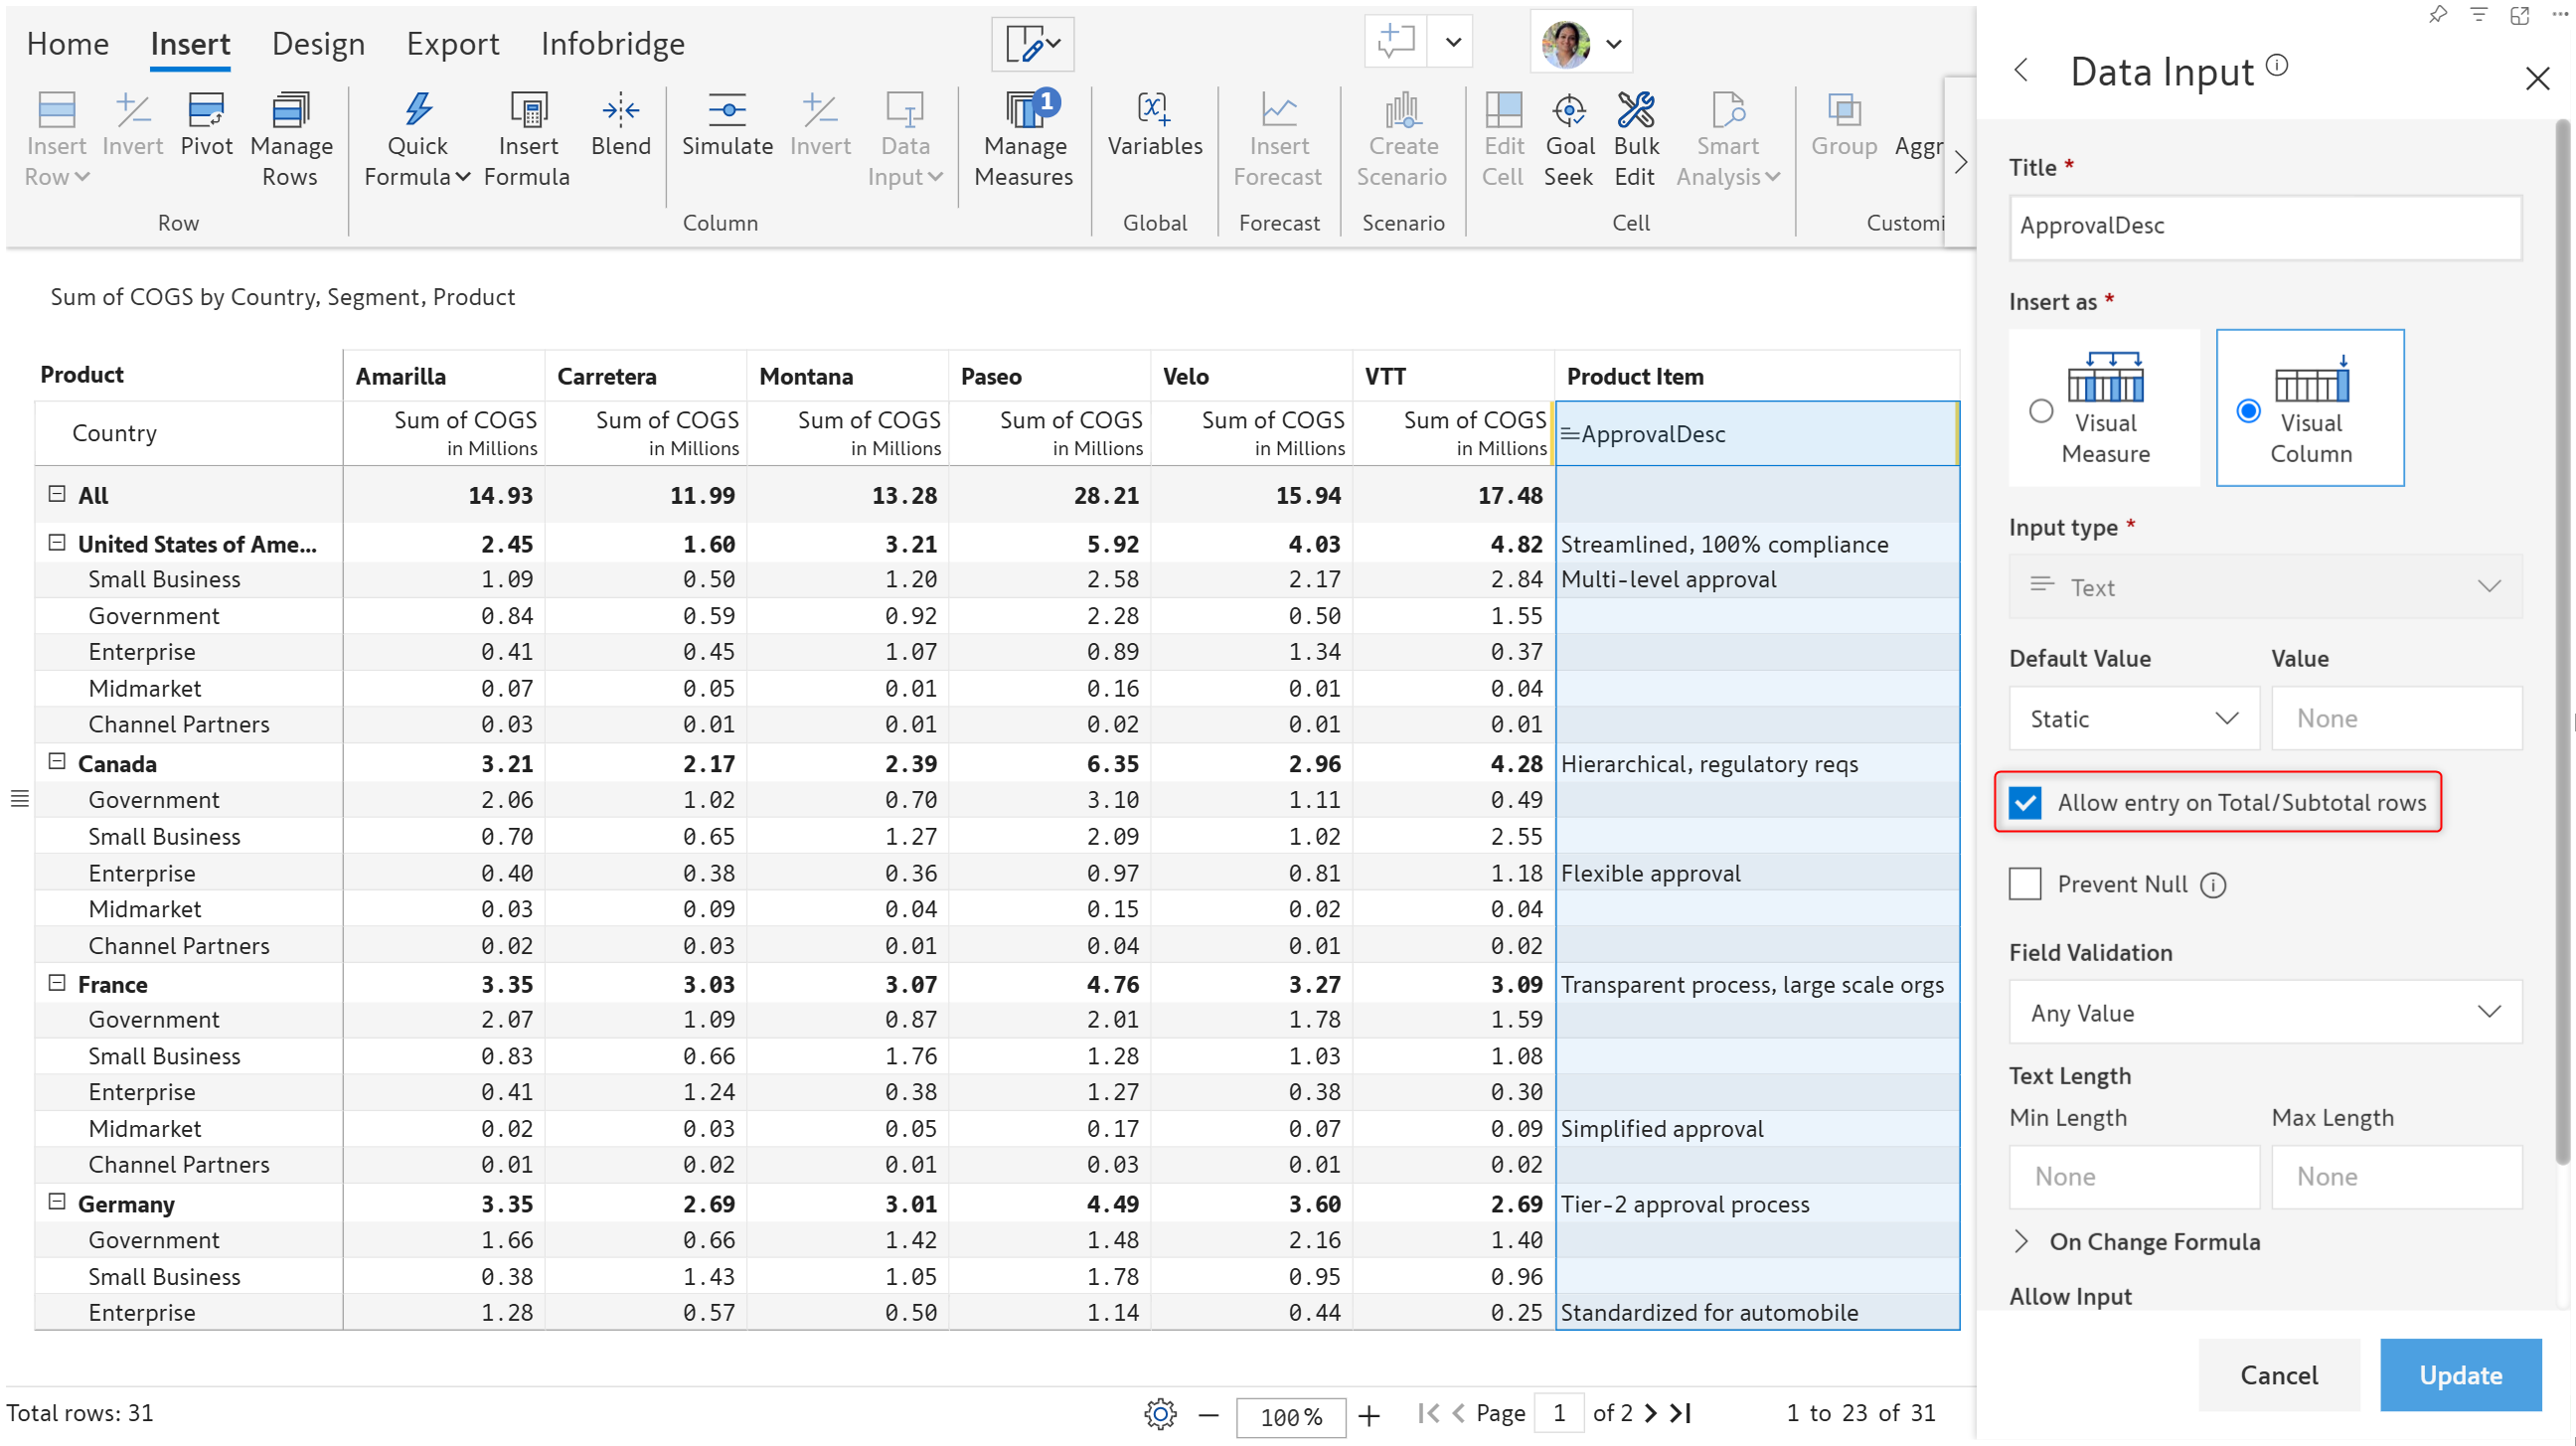 Home Insert Design Export Infobridge
Insert Row Invert Pivot Manage Rows Quick Formula Insert Formula Blend Simulate Invert Data Input Manage Measures 1 Variables Insert Forecast Create Scenario Edit Cell Goal Seek Bulk Edit Smart Analysis Group Aggr
Row Column Global Forecast Scenario Cell Customi
Sum of COGS by Country, Segment, Product
Product Amarilla Carretera Montana Paseo Velo VTT Product Item
Country Sum of COGS Sum of COGS Sum of COGS Sum of COGS Sum of COGS Sum of COGS ApprovalDesc
in Millions in Millions in Millions in Millions in Millions in Millions
All 14.93 11.99 13.28 28.21 15.94 17.48
United States of Ame... 2.45 1.60 3.21 5.92 4.03 4.82 Streamlined, 100% compliance
Small Business 1.09 0.50 1.20 2.58 2.17 2.84 Multi-level approval
Government 0.84 0.59 0.92 2.28 0.50 1.55
Enterprise 0.41 0.45 1.07 0.89 1.34 0.37
Midmarket 0.07 0.05 0.01 0.16 0.01 0.04
Channel Partners 0.03 0.01 0.01 0.02 0.01 0.01
Canada 3.21 2.17 2.39 6.35 2.96 4.28 Hierarchical, regulatory reqs
Government 2.06 1.02 0.70 3.10 1.11 0.49
Small Business 0.70 0.65 1.27 2.09 1.02 2.55
Enterprise 0.40 0.38 0.36 0.97 0.81 1.18 Flexible approval
Midmarket 0.03 0.09 0.04 0.15 0.02 0.04
Channel Partners 0.02 0.03 0.01 0.04 0.01 0.02
France 3.35 3.03 3.07 4.76 3.27 3.09 Transparent process, large scale orgs
Government 2.07 1.09 0.87 2.01 1.78 1.59
Small Business 0.83 0.66 1.76 1.28 1.03 1.08
Enterprise 0.41 1.24 0.38 1.27 0.38 0.30
Midmarket 0.02 0.03 0.05 0.17 0.07 0.09 Simplified approval
Channel Partners 0.01 0.02 0.01 0.03 0.01 0.02
Germany 3.35 2.69 3.01 4.49 3.60 2.69 Tier-2 approval process
Government 1.66 0.66 1.42 1.48 2.16 1.40
Small Business 0.38 1.43 1.05 1.78 0.95 0.96
Enterprise 1.28 0.57 0.50 1.14 0.44 0.25 Standardized for automobile
Total rows: 31 100% Page 1 of 2 1 to 23 of 31
Data Input
Title *
ApprovalDesc
Insert as *
Visual Measure
Visual Column
Input type *
Text
Default Value Value
Static None
Allow entry on Total/Subtotal rows
Prevent Null
Field Validation
Any Value
Text Length
Min Length Max Length
None None
On Change Formula
Allow Input
Cancel Update